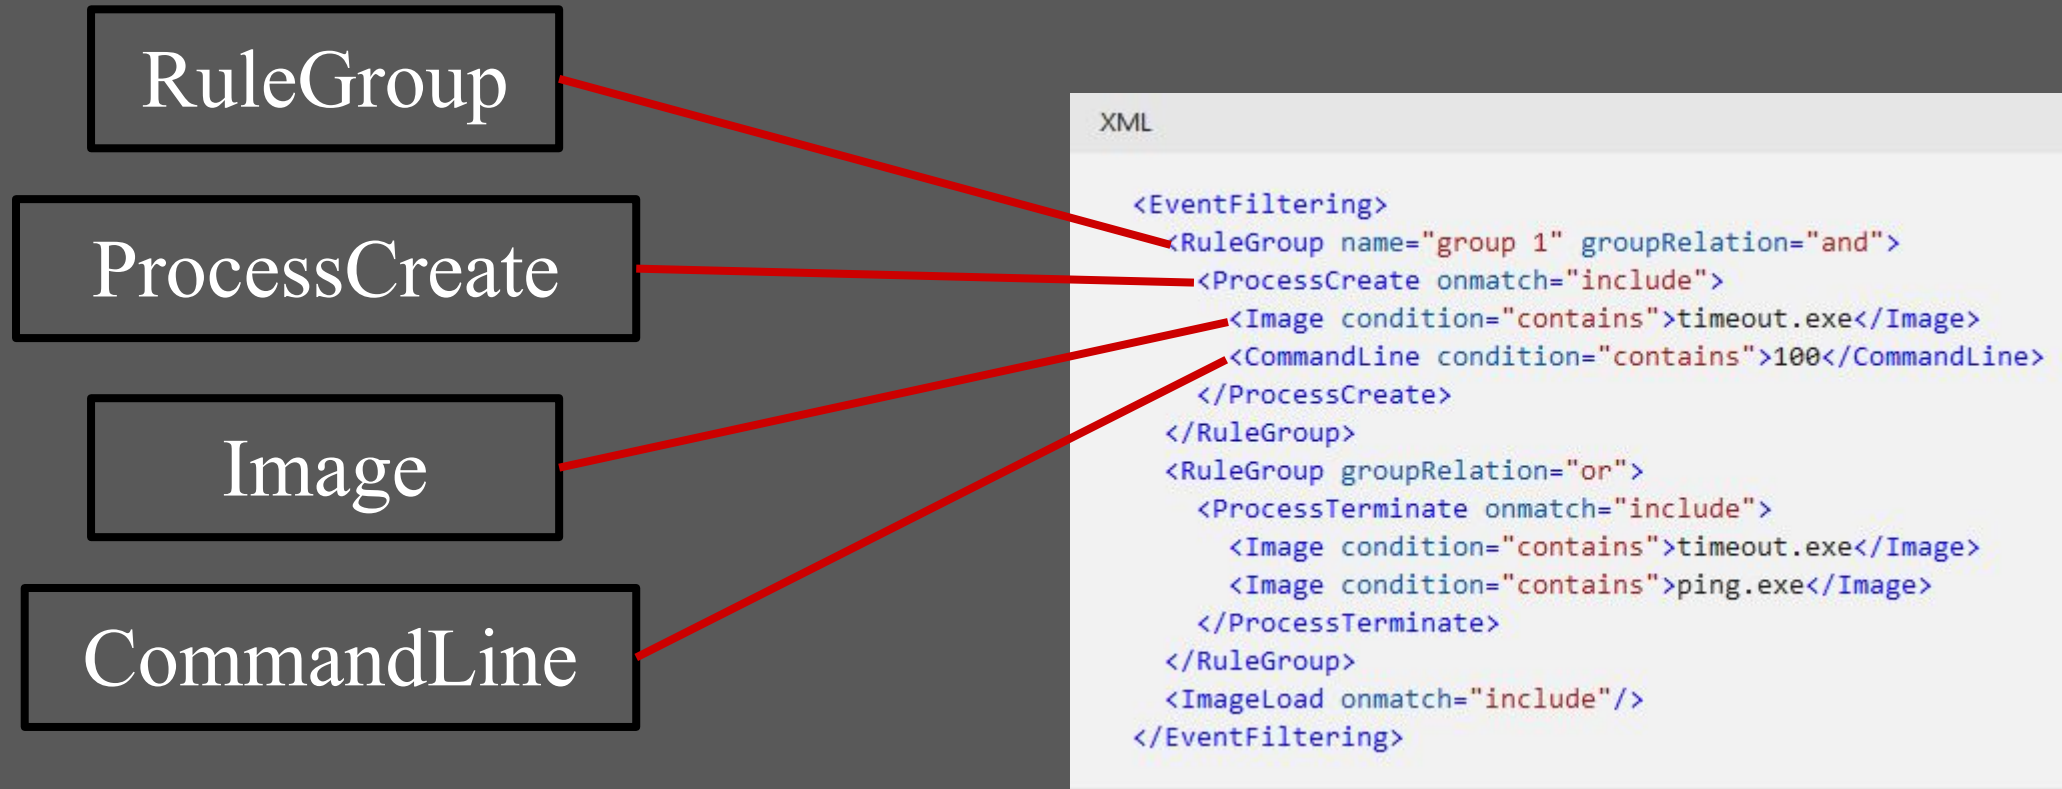 RuleGroup
ProcessCreate
Image
CommandLine
XML
<EventFiltering>
<RuleGroup name="group 1" groupRelation="and">
<ProcessCreate onmatch="include">
<Image condition="contains">timeout.exe</Image>
<CommandLine condition="contains">100</CommandLine>
</ProcessCreate>
</RuleGroup>
<RuleGroup groupRelation="or">
<ProcessTerminate onmatch="include">
<Image condition="contains">timeout.exe</Image>
<Image condition="contains">ping.exe</Image>
</ProcessTerminate>
</RuleGroup>
<ImageLoad onmatch="include"/>
</EventFiltering>